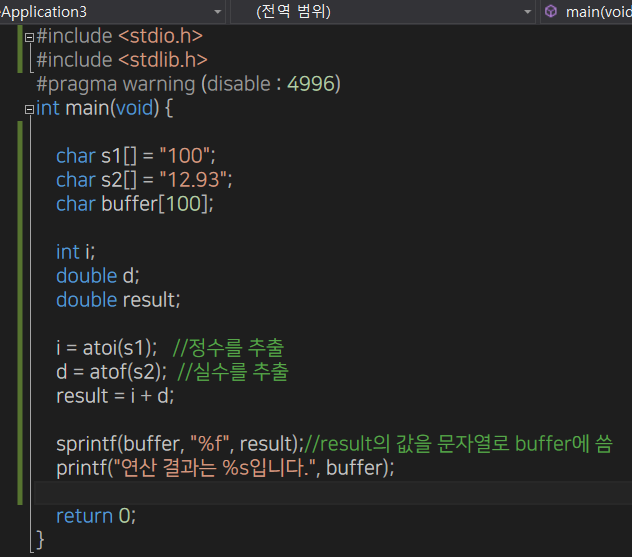 Application3 (전역 범위) main(void
#include <stdio.h>
#include <stdlib.h>
#pragma warning (disable : 4996)
int main(void) {
char s1[] = "100";
char s2[] = "12.93";
char buffer[100];
int i;
double d;
double result;
i = atoi(s1); //정수를 추출
d = atof(s2); //실수를 추출
result = i + d;
sprintf(buffer, "%f", result);//result의 값을 문자열로 buffer에 씀
printf("연산 결과는 %s입니다.", buffer);
return 0;
}